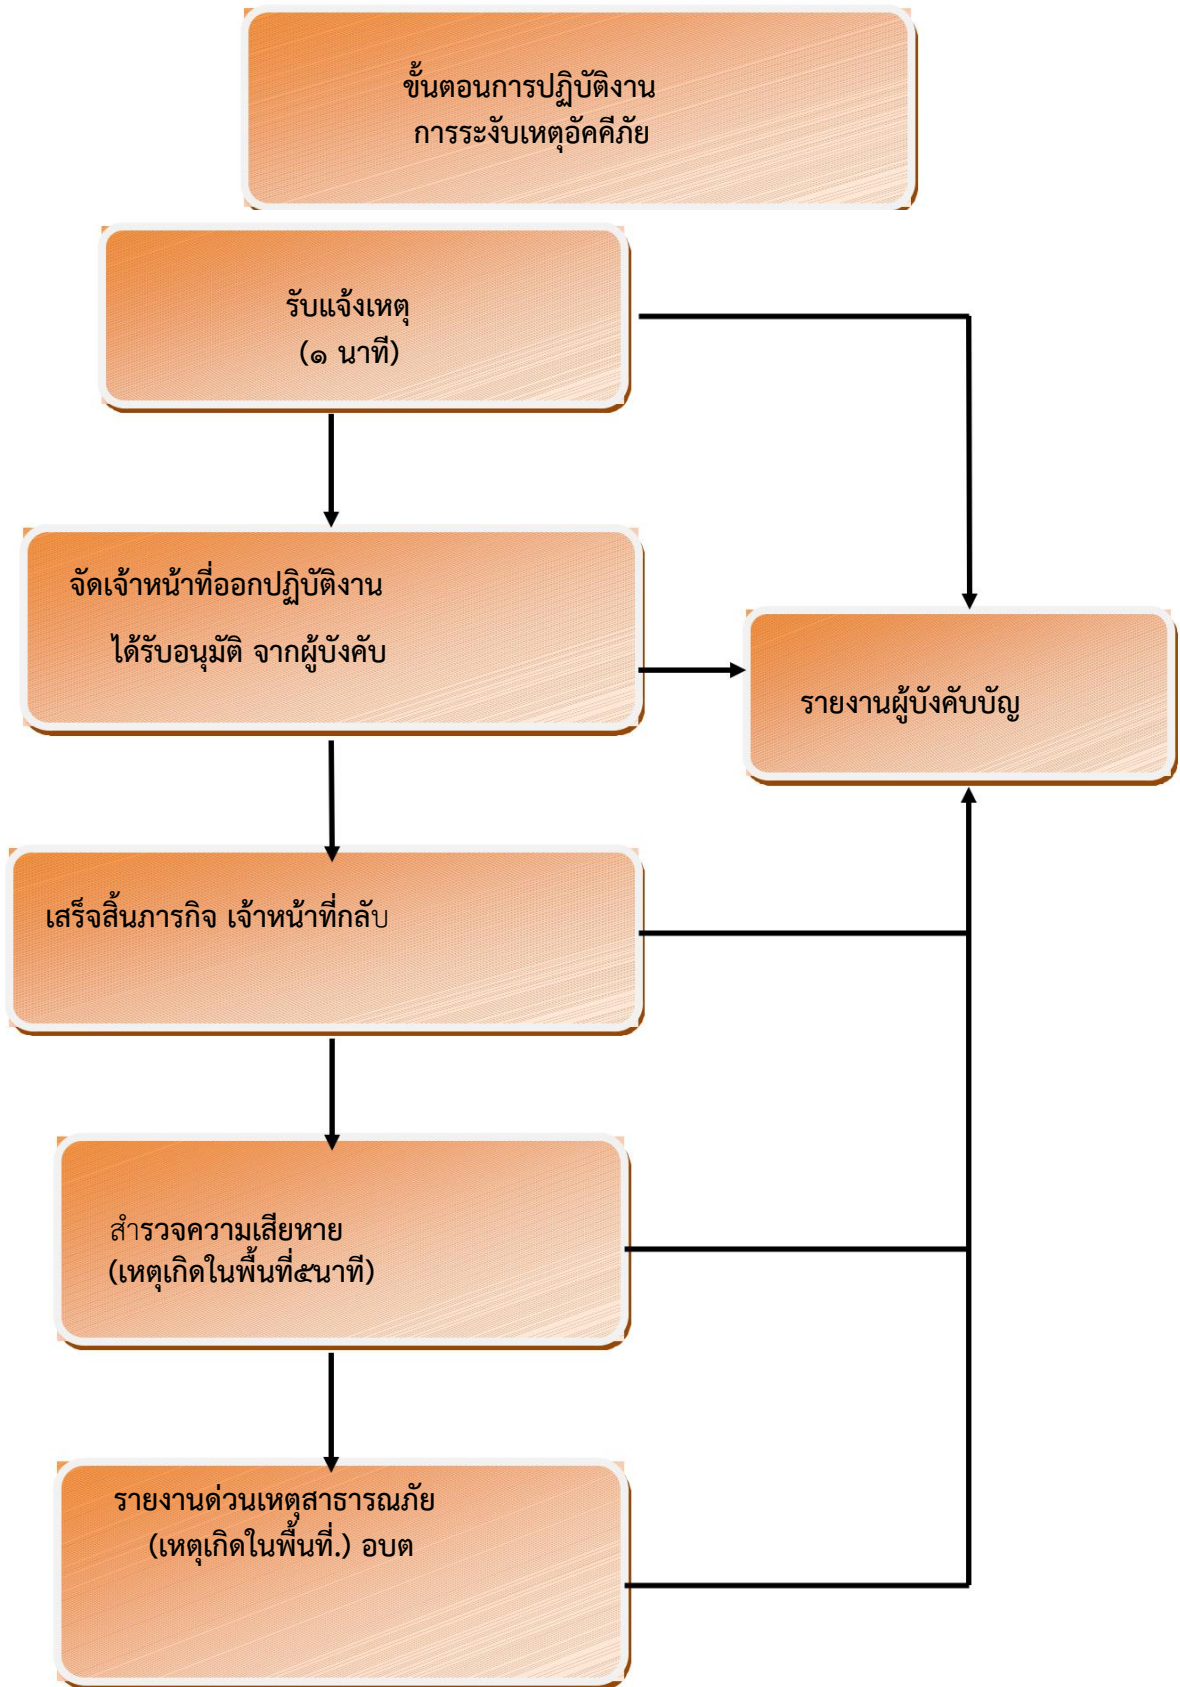 ขั้นตอนการปฏิบัติงาน
การระงับเหตุอัคคีภัย
รับแจ้งเหตุ
(๑ นาที)
จัดเจ้าหน้าที่ออกปฏิบัติงาน
ได้รับอนุมัติ จากผู้บังคับ
รายงานผู้บังคับบัญ
เสร็จสิ้นภารกิจ เจ้าหน้าที่กลับ
สำรวจความเสียหาย
(เหตุเกิดในพื้นที่๕นาที)
รายงานด่วนเหตุสาธารณภัย
(เหตุเกิดในพื้นที่.) อบต